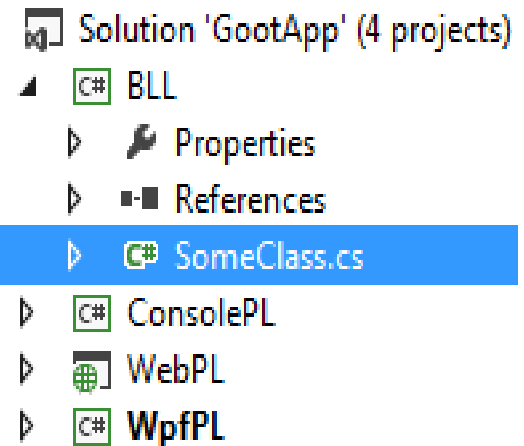 Solution 'GootApp' (4 projects)
C# BLL
Properties
References
C# SomeClass.cs
C# ConsolePL
WebPL
C# WpfPL